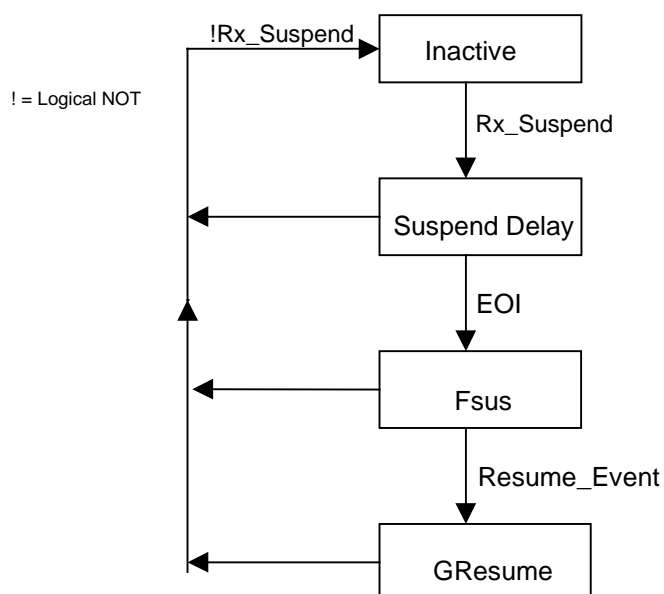 !Rx_Suspend
Inactive
! = Logical NOT
Rx_Suspend
Suspend Delay
EOI
Fsus
Resume_Event
GResume